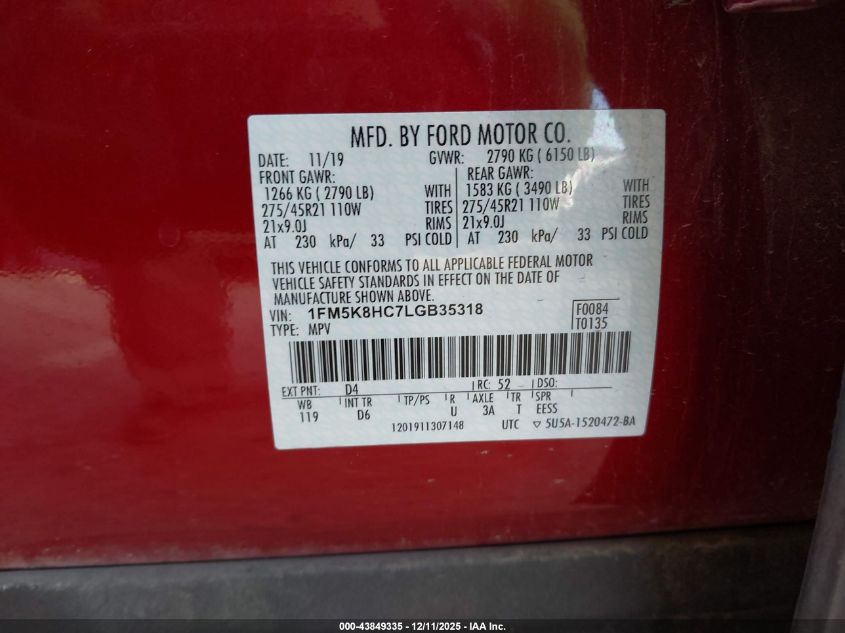 MFD. BY FORD MOTOR CO.
DATE: 11/19 GVWR: 2790 KG ( 6150 LB)
FRONT GAWR: REAR GAWR:
1266 KG ( 2790 LB) WITH 1583 KG ( 3490 LB) WITH
275/45R21 110W TIRES 275/45R21 110W TIRES
21x9.0J RIMS 21x9.0J RIMS
AT 230 kPa/ 33 PSI COLD AT 230 kPa/ 33 PSI COLD
THIS VEHICLE CONFORMS TO ALL APPLICABLE FEDERAL MOTOR
VEHICLE SAFETY STANDARDS IN EFFECT ON THE DATE OF
MANUFACTURE SHOWN ABOVE.
VIN: 1FM5K8HC7LGB35318 F0084
TYPE: MPV T0135
EXT PNT: D4 RC: 52 DSO:
WB INT TR TP/PS R AXLE TR SPR
119 D6 U 3A T EESS
1201911307148 UTC ▽ 5U5A-1520472-BA
000-43849335 - 12/11/2025 - IAA Inc.